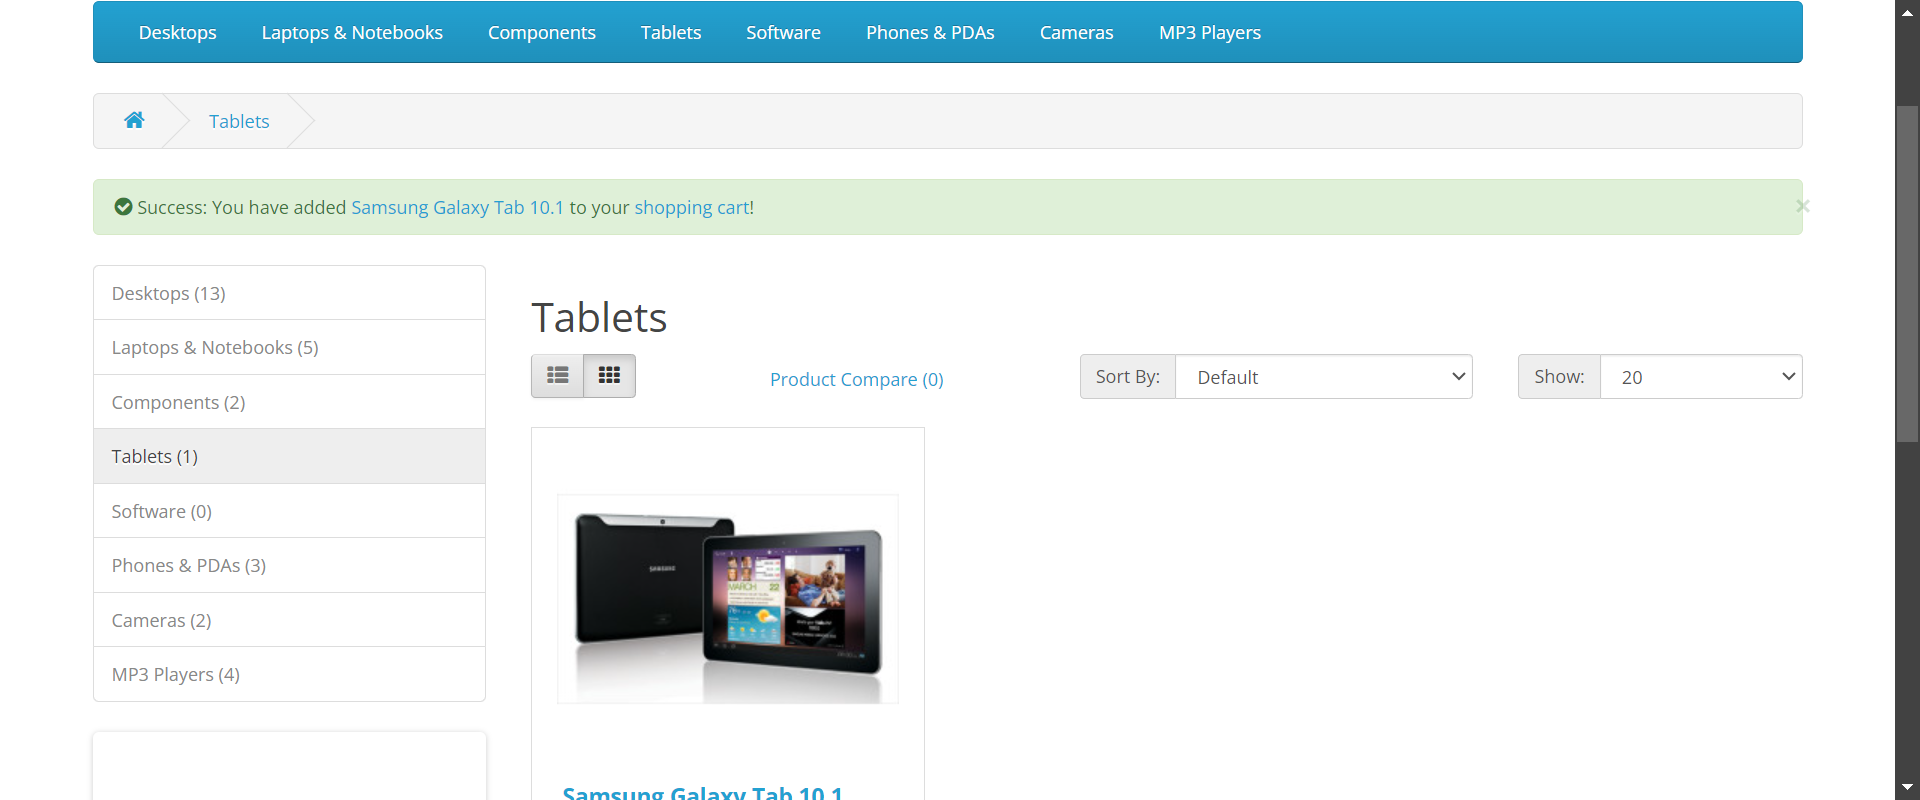 Desktops Laptops & Notebooks Components Tablets Software Phones & PDAs Cameras MP3 Players
Tablets
Success: You have added Samsung Galaxy Tab 10.1 to your shopping cart!
×
Desktops (13)
Laptops & Notebooks (5)
Components (2)
Tablets (1)
Software (0)
Phones & PDAs (3)
Cameras (2)
MP3 Players (4)
Tablets
Product Compare (0)
Sort By: Default
Show: 20
SAMSUNG
MARCH 22
Samsung Galaxy Tab 10.1